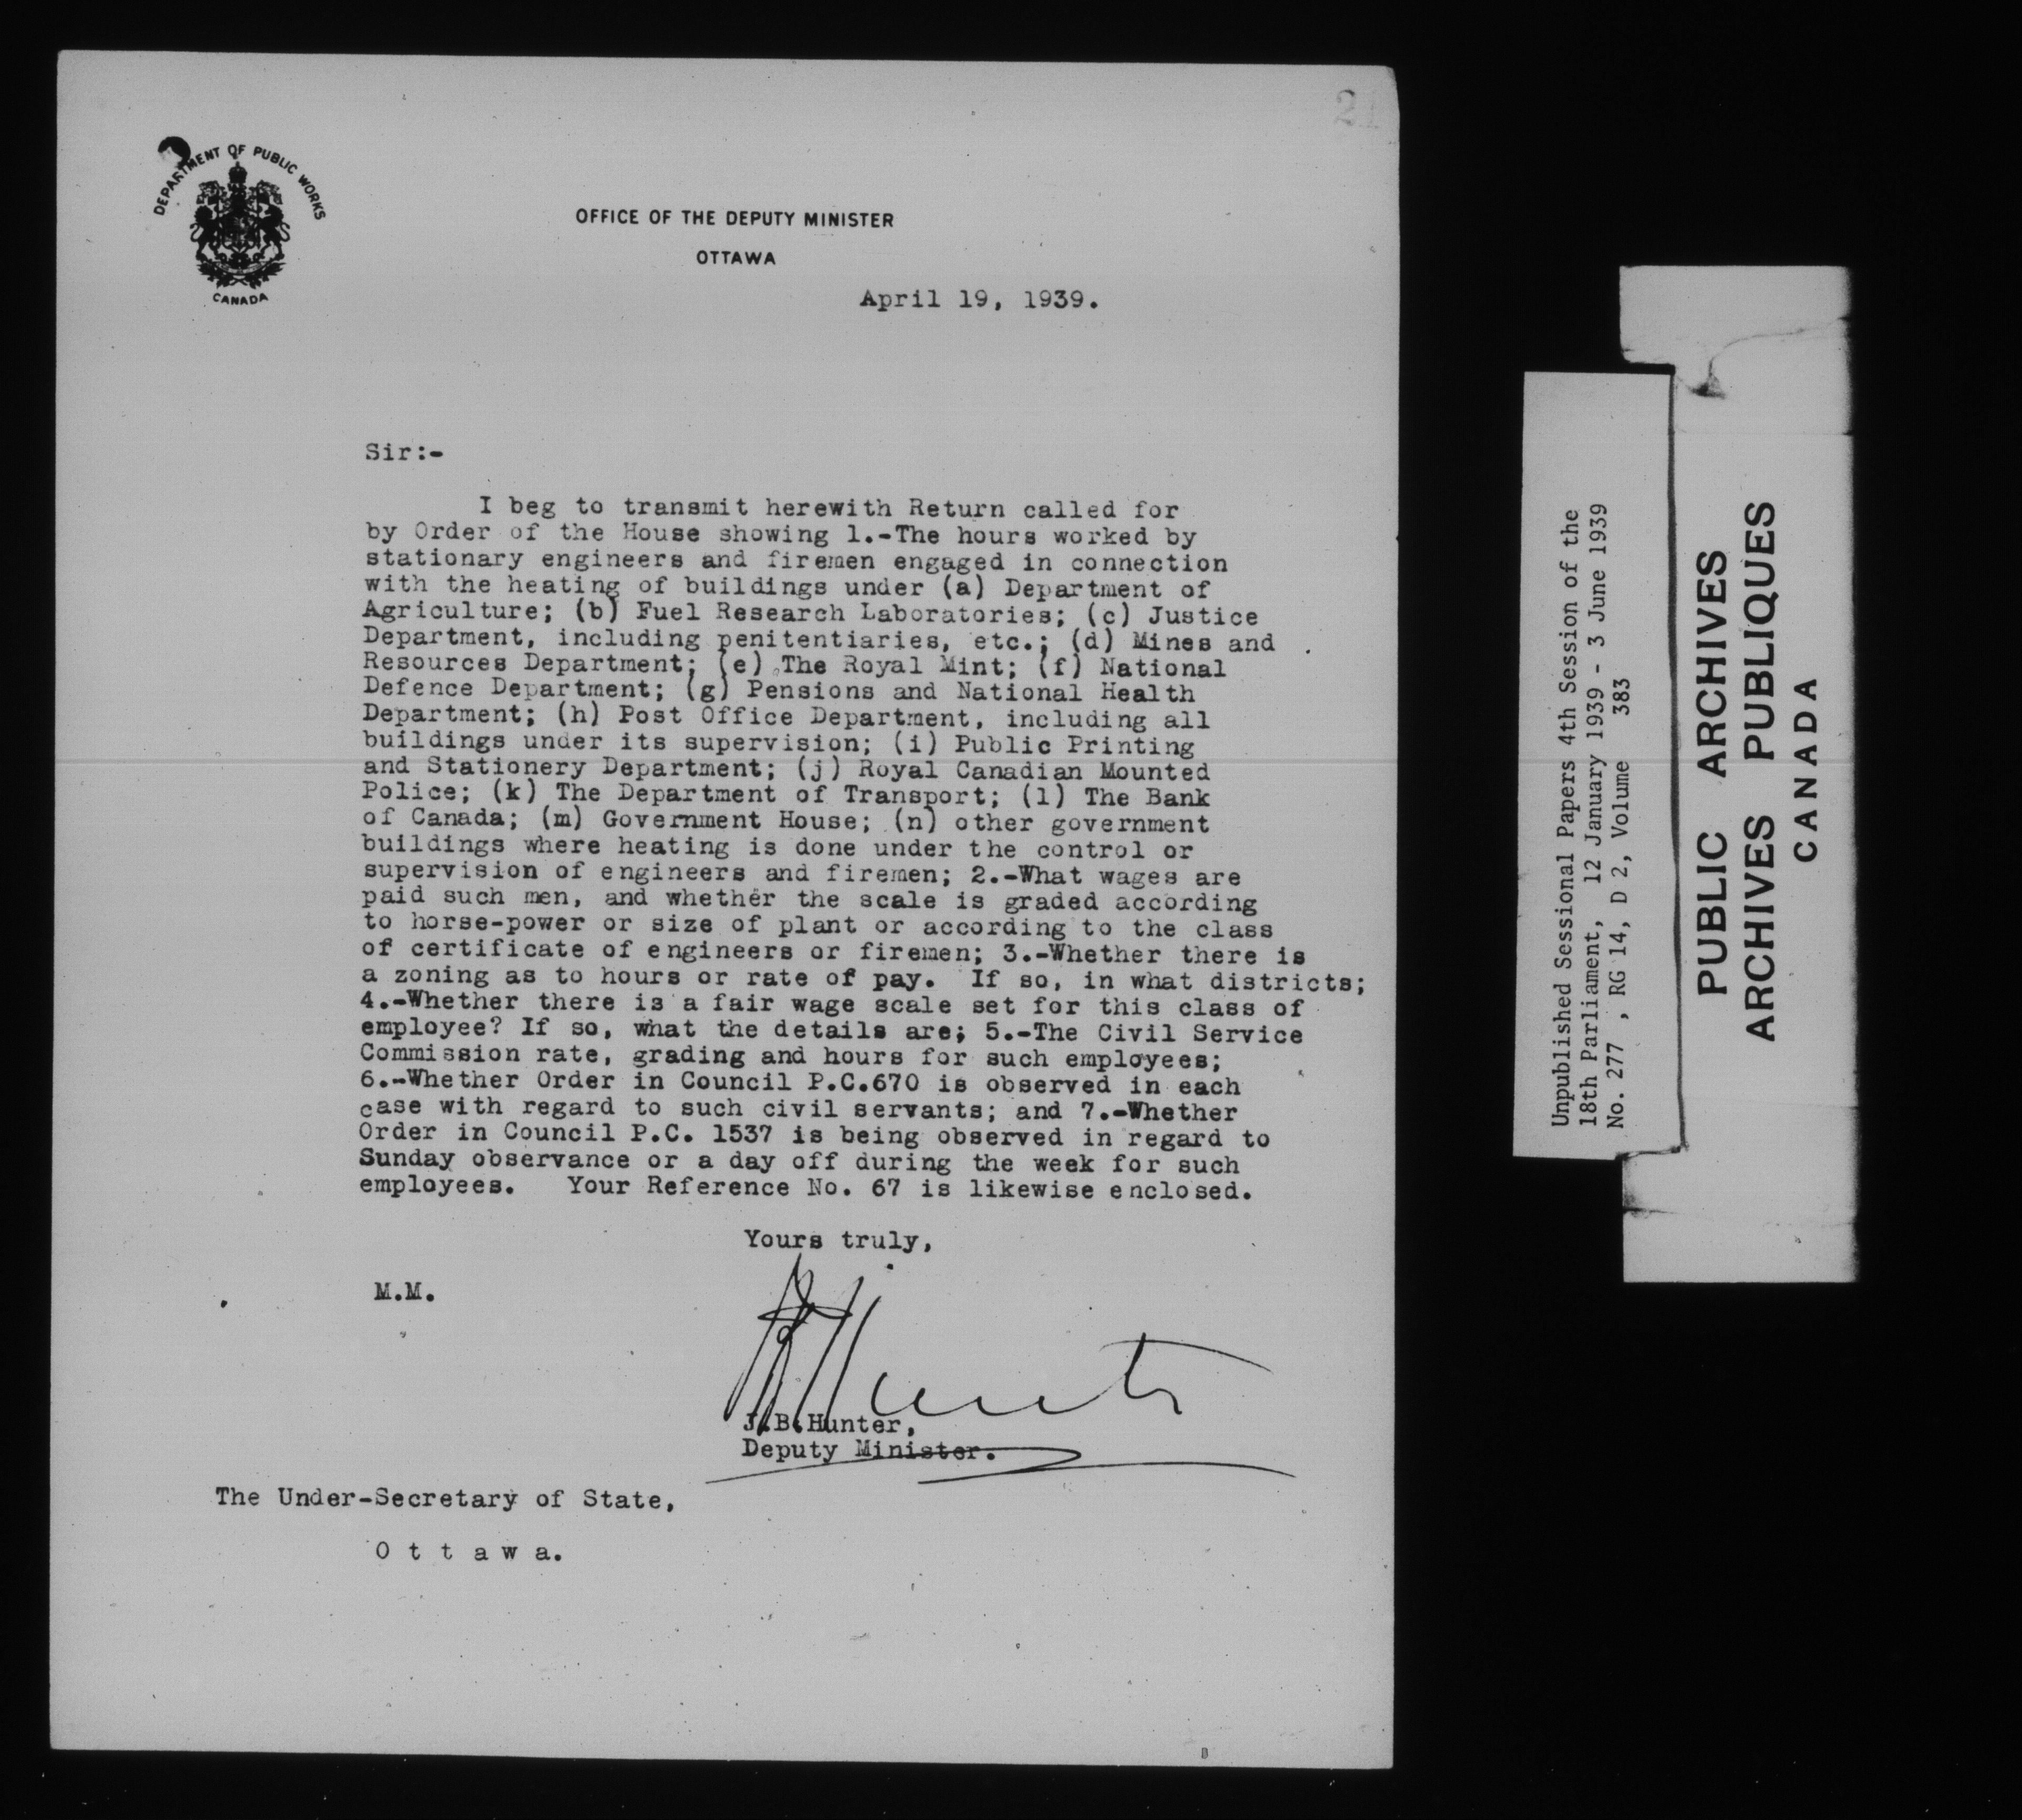 21
DEPARTMENT OF PUBLIC WORKS
CANADA
OFFICE OF THE DEPUTY MINISTER
OTTAWA
April 19, 1939.
Sir:-
I beg to transmit herewith Return called for
by Order of the House showing 1.-The hours worked by
stationary engineers and firemen engaged in connection
with the heating of buildings under (a) Department of
Agriculture; (b) Fuel Research Laboratories; (c) Justice
Department, including penitentiaries, etc.; (d) Mines and
Resources Department; (e) The Royal Mint; (f) National
Defence Department; (g) Pensions and National Health
Department; (h) Post Office Department, including all
buildings under its supervision; (i) Public Printing
and Stationery Department; (j) Royal Canadian Mounted
Police; (k) The Department of Transport; (l) The Bank
of Canada; (m) Government House; (n) other government
buildings where heating is done under the control or
supervision of engineers and firemen; 2.-What wages are
paid such men, and whether the scale is graded according
to horse-power or size of plant or according to the class
of certificate of engineers or firemen; 3.-Whether there is
a zoning as to hours or rate of pay. If so, in what districts;
4.-Whether there is a fair wage scale set for this class of
employee? If so, what the details are; 5.-The Civil Service
Commission rate, grading and hours for such employees;
6.-Whether Order in Council P.C.670 is observed in each
case with regard to such civil servants; and 7.-Whether
Order in Council P.C. 1537 is being observed in regard to
Sunday observance or a day off during the week for such
employees. Your Reference No. 67 is likewise enclosed.
Yours truly,
M.M.
J B Hunter
J.B.Hunter,
Deputy Minister.
The Under-Secretary of State,
O t t a w a.
Unpublished Sessional Papers 4th Session of the
18th Parliament, 12 January 1939 - 3 June 1939
No. 277 , RG 14, D 2, Volume 383
PUBLIC ARCHIVES
ARCHIVES PUBLIQUES
CANADA